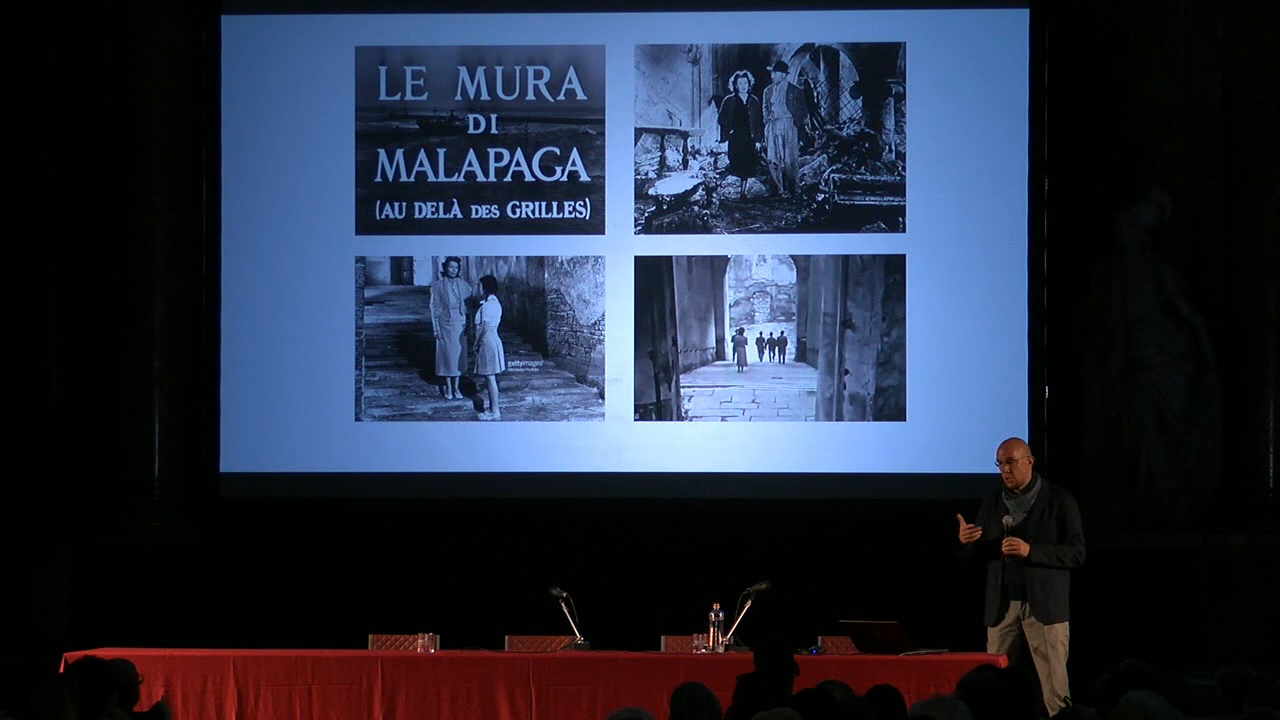 LE MURA
DI
MALAPAGA
(AU DELÀ DES GRILLES)
gettyimages